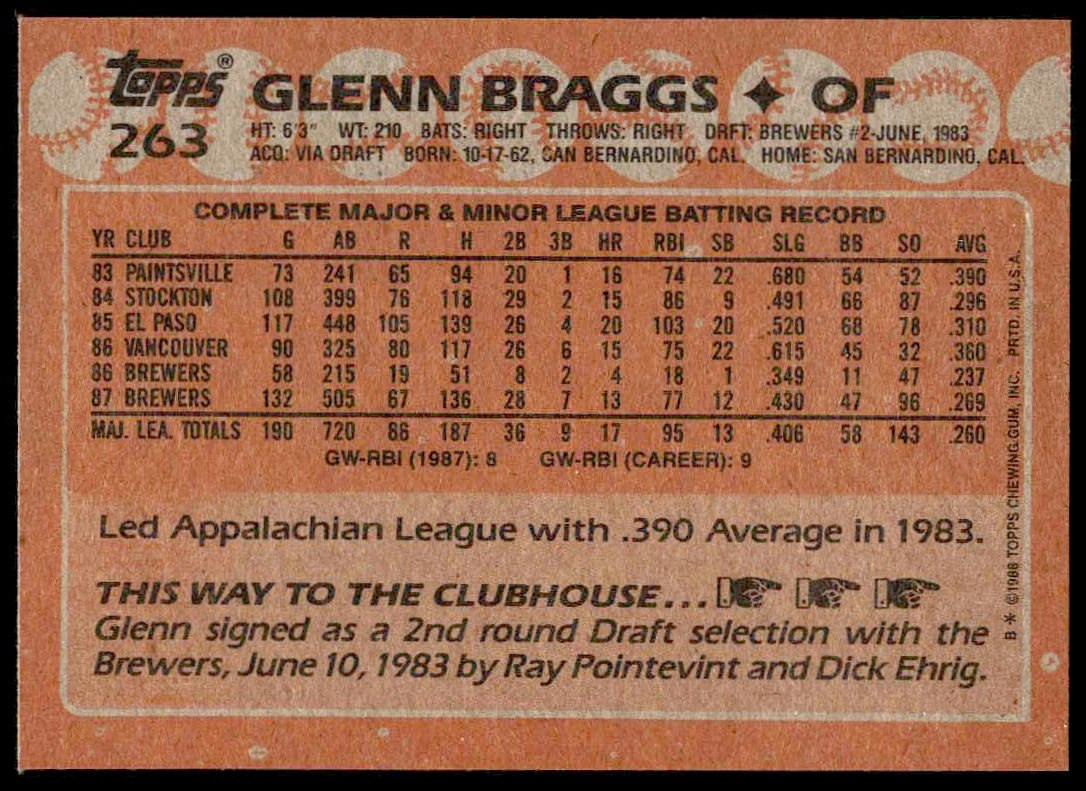 Topps® GLENN BRAGGS ✦ OF
263 HT: 6'3" WT: 210 BATS: RIGHT THROWS: RIGHT DRFT: BREWERS #2-JUNE, 1983
ACQ: VIA DRAFT BORN: 10-17-62, SAN BERNARDINO, CAL. HOME: SAN BERNARDINO, CAL.
COMPLETE MAJOR & MINOR LEAGUE BATTING RECORD
YR CLUB G AB R H 2B 3B HR RBI SB SLG BB SO AVG
83 PAINTSVILLE 73 241 65 94 20 1 16 74 22 .680 54 52 .390
84 STOCKTON 108 399 76 118 29 2 15 86 9 .491 66 87 .296
85 EL PASO 117 448 105 139 26 4 20 103 20 .520 68 78 .310
86 VANCOUVER 90 325 80 117 26 6 15 75 22 .615 45 32 .360
86 BREWERS 58 215 19 51 8 2 4 18 1 .349 11 47 .237
87 BREWERS 132 505 67 136 28 7 13 77 12 .430 47 96 .269
MAJ. LEA. TOTALS 190 720 86 187 36 9 17 95 13 .406 58 143 .260
GW-RBI (1987): 8 GW-RBI (CAREER): 9
Led Appalachian League with .390 Average in 1983.
THIS WAY TO THE CLUBHOUSE...
Glenn signed as a 2nd round Draft selection with the
Brewers, June 10, 1983 by Ray Pointevint and Dick Ehrig.
B* ©1988 TOPPS CHEWING GUM, INC. PRTD. IN U.S.A.